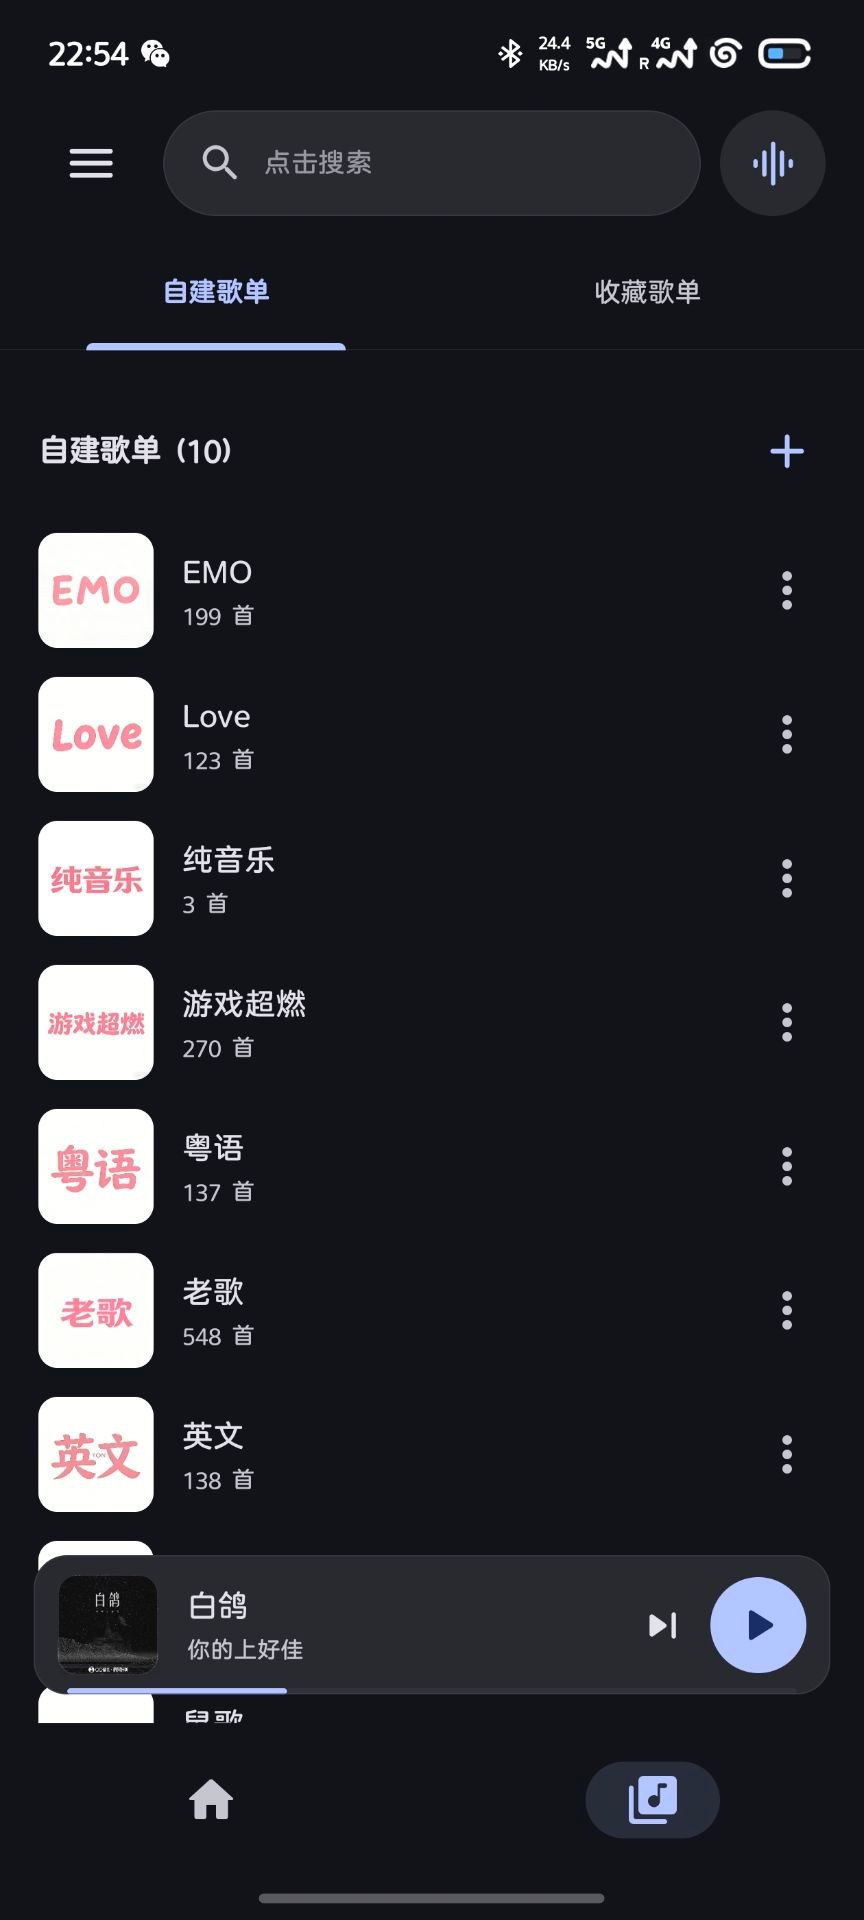 22:54
24.4
KB/s
5G
R
4G
点击搜索
自建歌单
收藏歌单
自建歌单 (10)
EMO
EMO
199 首
Love
Love
123 首
纯音乐
纯音乐
3 首
游戏超燃
游戏超燃
270 首
粤语
粤语
137 首
老歌
老歌
548 首
英文
英文
138 首
白鸽
白鸽
你的上好佳